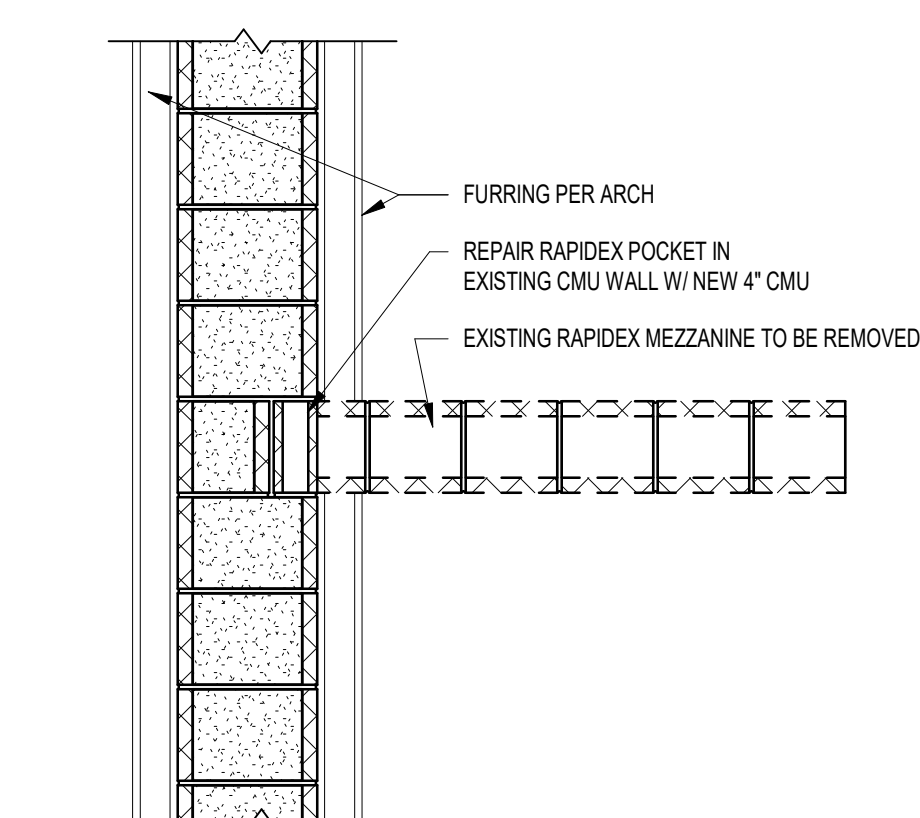 FURRING PER ARCH
REPAIR RAPIDEX POCKET IN
EXISTING CMU WALL W/ NEW 4" CMU
EXISTING RAPIDEX MEZZANINE TO BE REMOVED